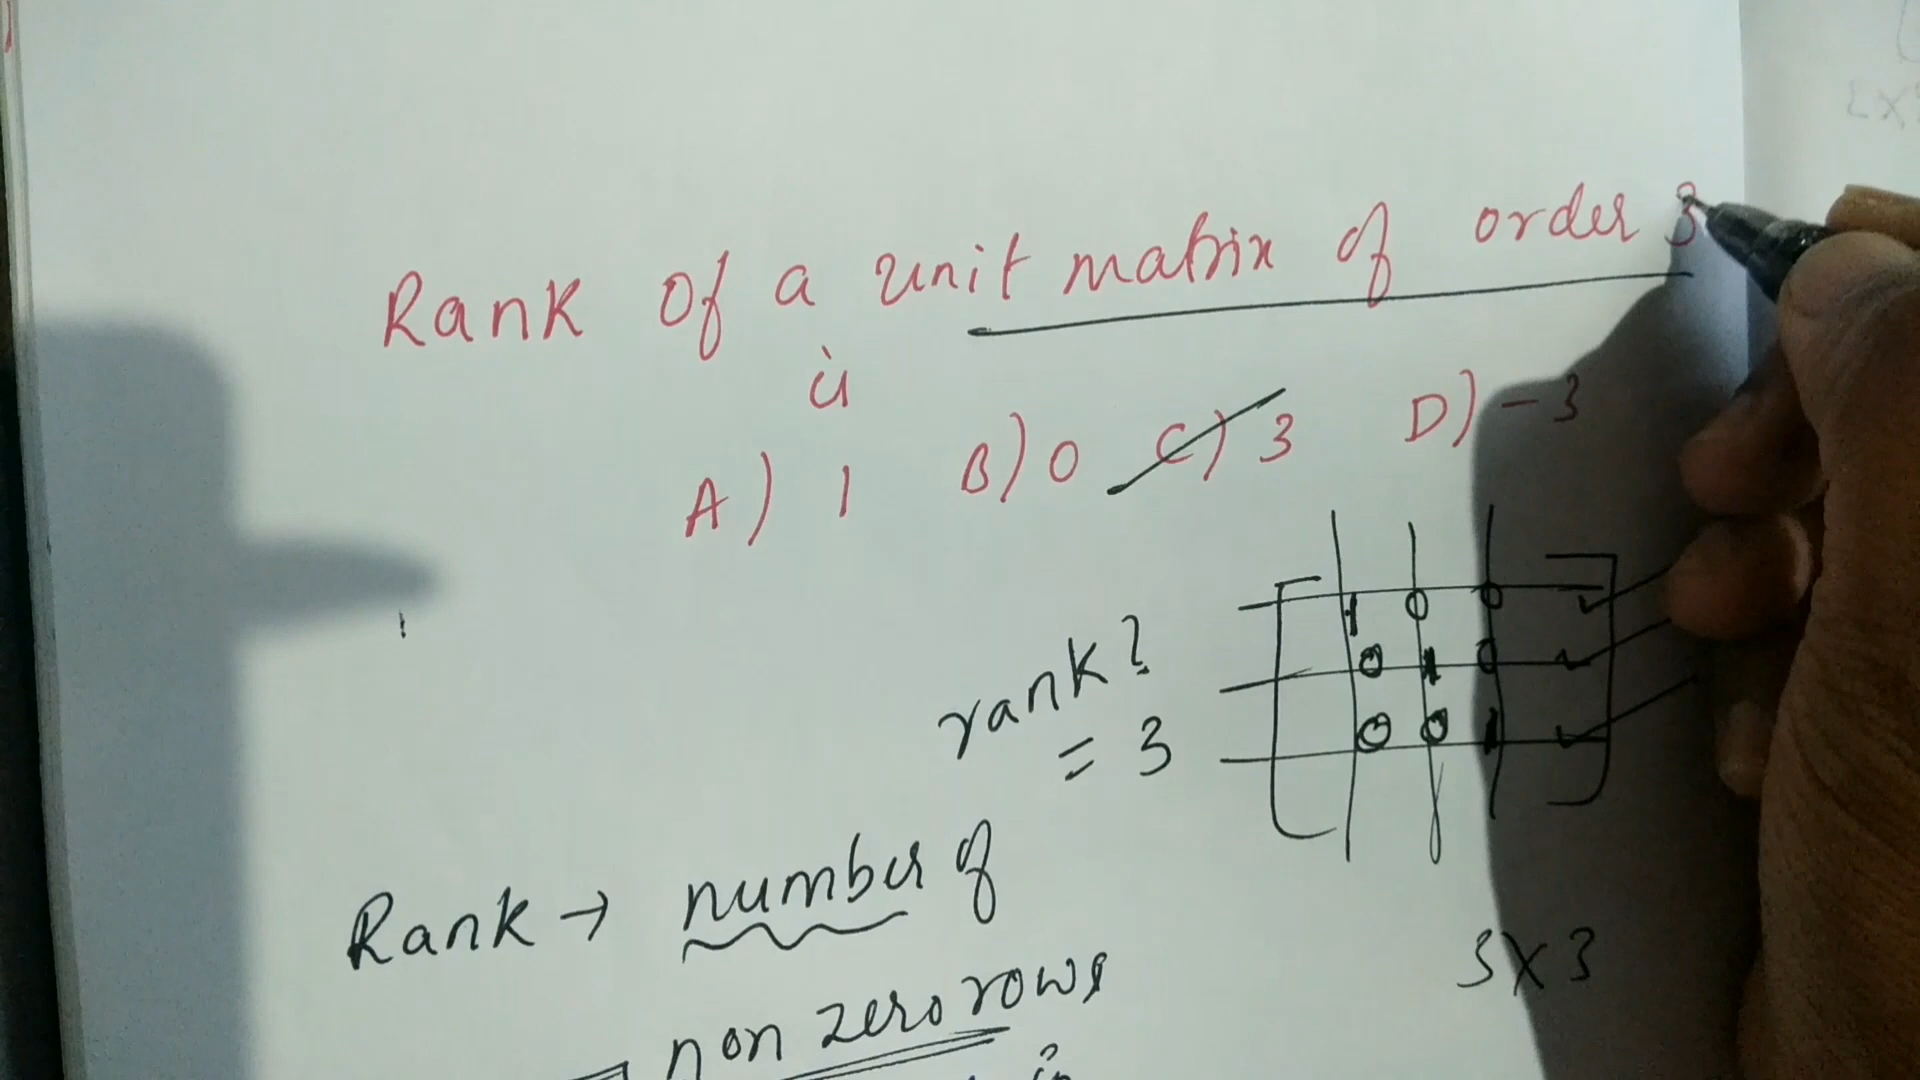 Rank Of a unit matrix of order 3
is
A) 1 B) 0 C) 3 D) -3
1 0 0
0 1 0
0 0 1
rank?
= 3
3X3
Rank → number of
non zero rows
in